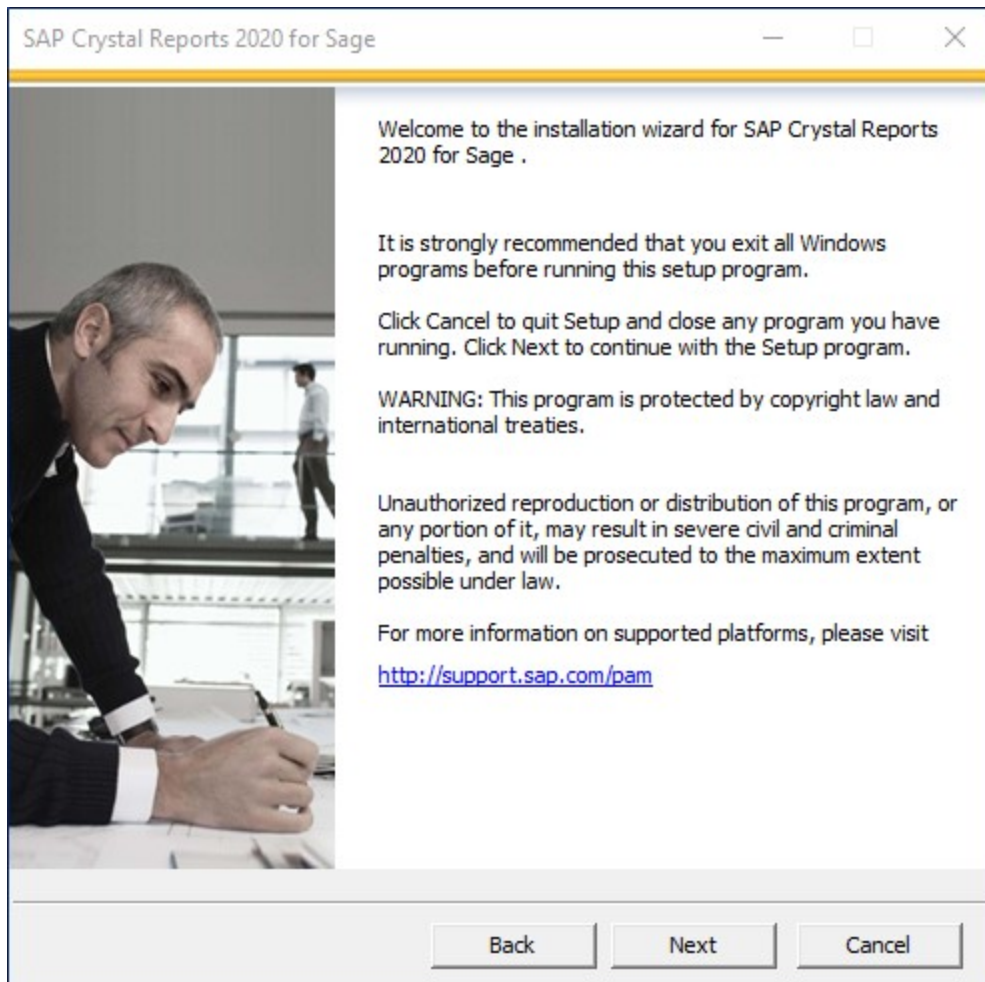 SAP Crystal Reports 2020 for Sage
Welcome to the installation wizard for SAP Crystal Reports
2020 for Sage .
It is strongly recommended that you exit all Windows
programs before running this setup program.
Click Cancel to quit Setup and close any program you have
running. Click Next to continue with the Setup program.
WARNING: This program is protected by copyright law and
international treaties.
Unauthorized reproduction or distribution of this program, or
any portion of it, may result in severe civil and criminal
penalties, and will be prosecuted to the maximum extent
possible under law.
For more information on supported platforms, please visit
http://support.sap.com/pam
Back Next Cancel